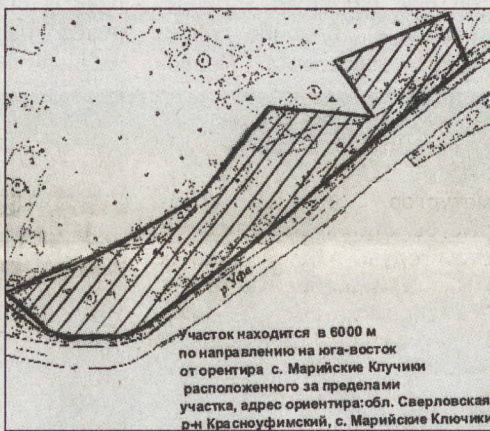 р.Уфа
Участок находится в 6000 м
по направлению на юга-восток
от орентира с. Марийские Клучики
расположенного за пределами
участка, адрес ориентира:обл. Сверловская
р-н Красноуфимский, с. Марийские Ключики